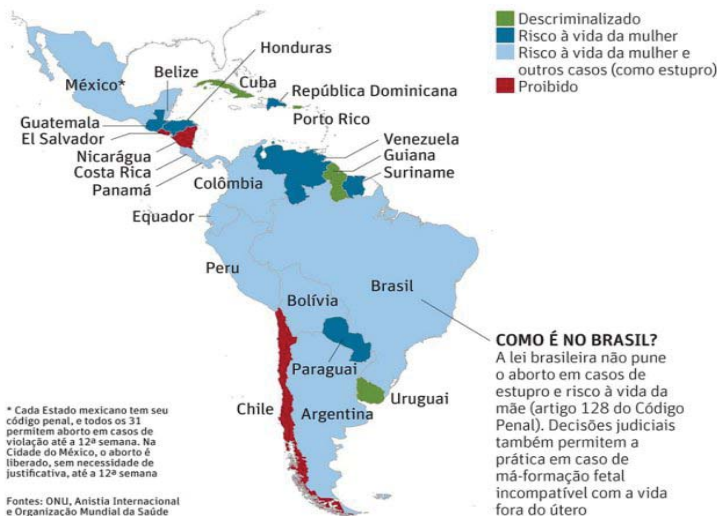 Descriminalizado
Risco à vida da mulher
Risco à vida da mulher e
outros casos (como estupro)
Proibido
Honduras
Belize
Cuba
México*
República Dominicana
Guatemala
Porto Rico
El Salvador
Nicarágua
Venezuela
Costa Rica
Guiana
Panamá
Colômbia
Suriname
Equador
Peru
Brasil
Bolívia
Paraguai
Uruguai
Chile
Argentina
COMO É NO BRASIL?
A lei brasileira não pune
o aborto em casos de
estupro e risco à vida da
mãe (artigo 128 do Código
Penal). Decisões judiciais
também permitem a
prática em caso de
má-formação fetal
incompatível com a vida
fora do útero
* Cada Estado mexicano tem seu
código penal, e todos os 31
permitem aborto em casos de
violação até a 12ª semana. Na
Cidade do México, o aborto é
liberado, sem necessidade de
justificativa, até a 12ª semana
Fontes: ONU, Anistia Internacional
e Organização Mundial da Saúde